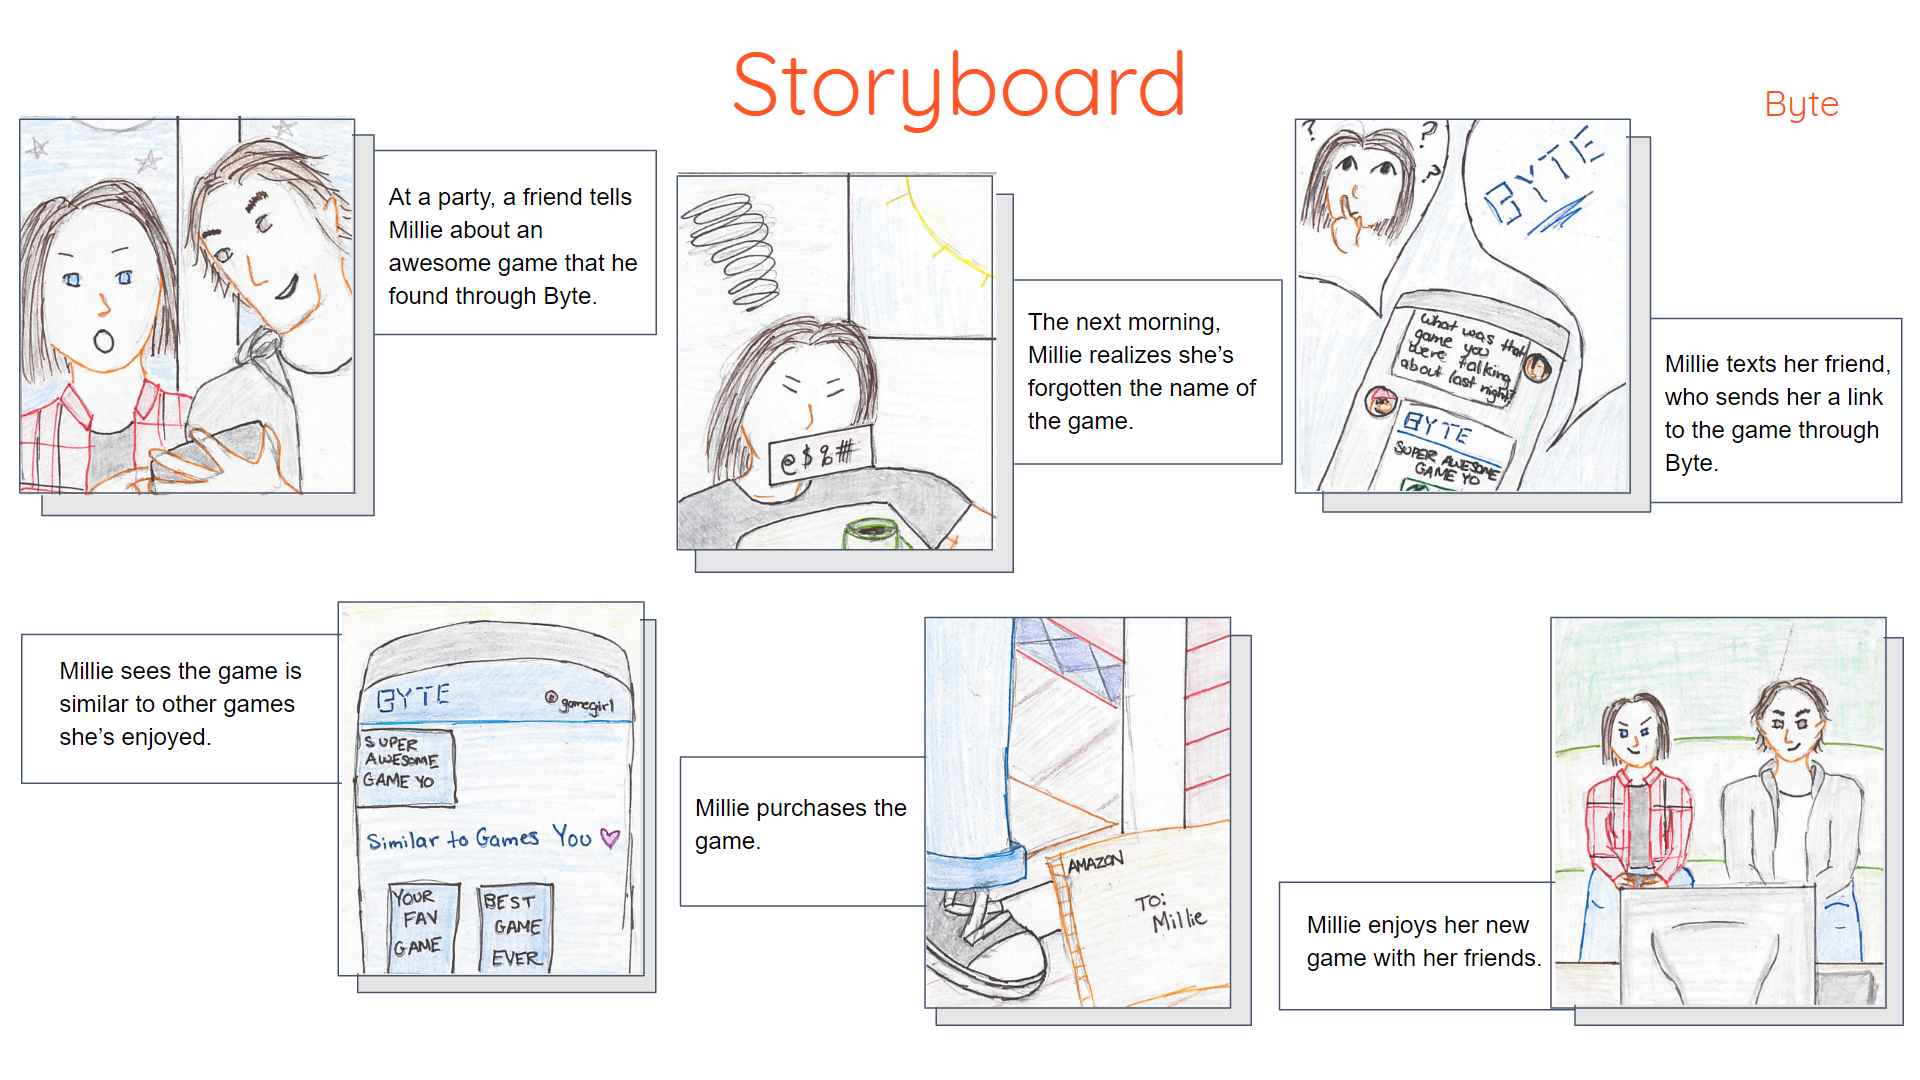 Storyboard
Byte
At a party, a friend tells
Millie about an
awesome game that he
found through Byte.
@$%#
The next morning,
Millie realizes she’s
forgotten the name of
the game.
? ?
?
BYTE
What was that
game you
were talking
about last night?
BYTE
SUPER AWESOME
GAME YO
Millie texts her friend,
who sends her a link
to the game through
Byte.
Millie sees the game is
similar to other games
she’s enjoyed.
BYTE
gamegirl
SUPER
AWESOME
GAME YO
Similar to Games You
YOUR
FAV
GAME
BEST
GAME
EVER
Millie purchases the
game.
AMAZON
TO:
Millie
Millie enjoys her new
game with her friends.